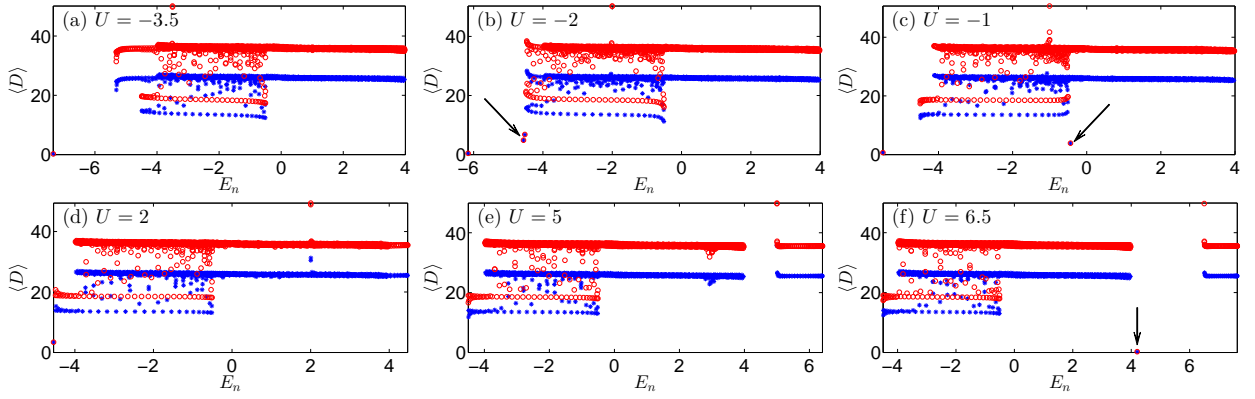 (a) U = −3.5
(b) U = −2
(c) U = −1
⟨D⟩
40
20
0
−6 −4 −2 0 2 4
E_n
40
20
0
−6 −4 −2 0 2 4
E_n
⟨D⟩
40
20
0
−4 −2 0 2 4
E_n
⟨D⟩
(d) U = 2
(e) U = 5
(f) U = 6.5
⟨D⟩
40
20
0
−4 −2 0 2 4
E_n
⟨D⟩
40
20
0
−4 −2 0 2 4 6
E_n
⟨D⟩
40
20
0
−4 −2 0 2 4 6
E_n